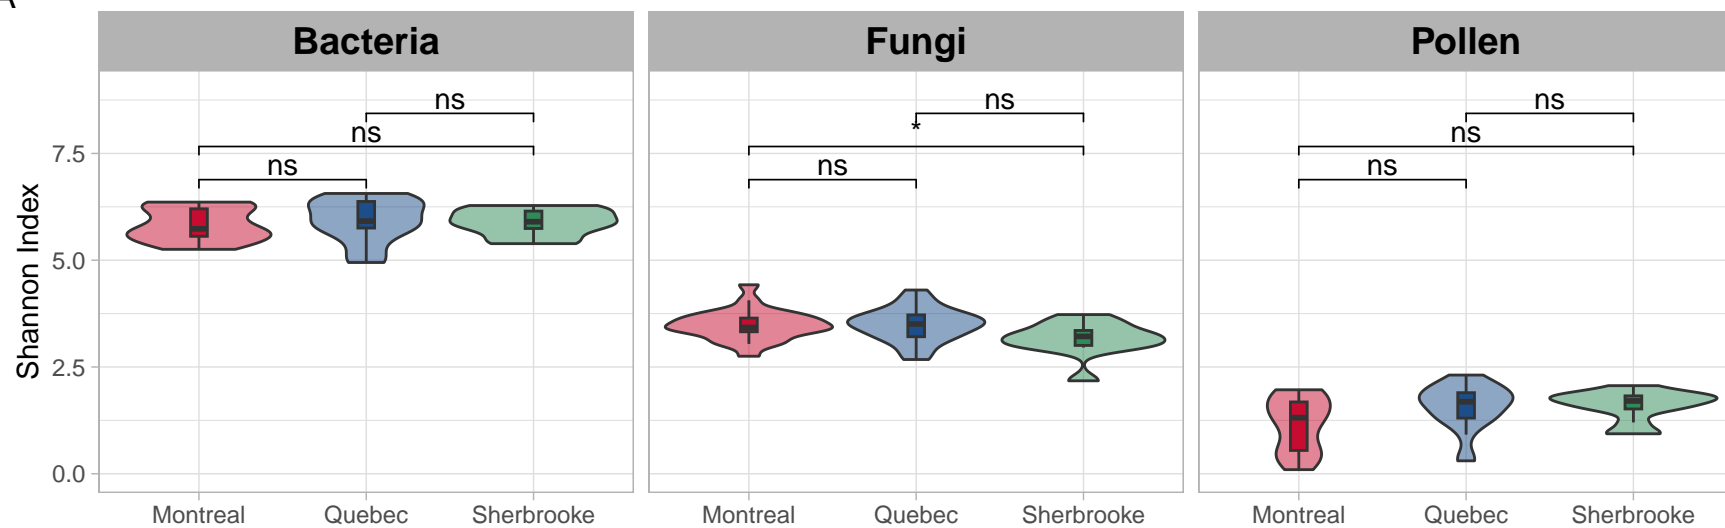 A
Bacteria Fungi Pollen
ns ns ns
ns * ns
ns ns ns
7.5
5.0
2.5
0.0
Shannon Index
Montreal Quebec Sherbrooke Montreal Quebec Sherbrooke Montreal Quebec Sherbrooke